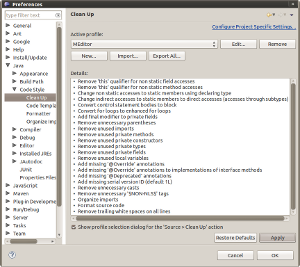 Preferences
type filter text
General
Ant
Google
Help
Install/Update
Java
Appearance
Build Path
Code Style
Clean Up
Code Templa
Formatter
Organize Im
Compiler
Debug
Editor
Installed JREs
JAutodoc
JUnit
Properties Files
JavaScript
Maven
Plug-in Developmen
Run/Debug
Server
Tasks
Team
Clean Up
Configure Project Specific Settings...
Active profile:
MEditor
Edit...
Remove
New...
Import...
Export All...
Details:
• Remove 'this' qualifier for non static field accesses
• Remove 'this' qualifier for non static method accesses
• Change non static accesses to static members using declaring type
• Change indirect accesses to static members to direct accesses (accesses through subtypes)
• Convert control statement bodies to block
• Convert for loops to enhanced for loops
• Add final modifier to private fields
• Remove unnecessary parentheses
• Remove unused imports
• Remove unused private methods
• Remove unused private constructors
• Remove unused private types
• Remove unused private fields
• Remove unused local variables
• Add missing '@Override' annotations
• Add missing '@Override' annotations to implementations of interface methods
• Add missing '@Deprecated' annotations
• Add missing serial version ID (default: 1L)
• Remove unnecessary casts
• Remove unnecessary '$NON-NLS$' tags
• Organize imports
• Format source code
• Remove trailing white spaces on all lines
Show profile selection dialog for the 'Source > Clean Up' action
Restore Defaults
Apply
Cancel
OK